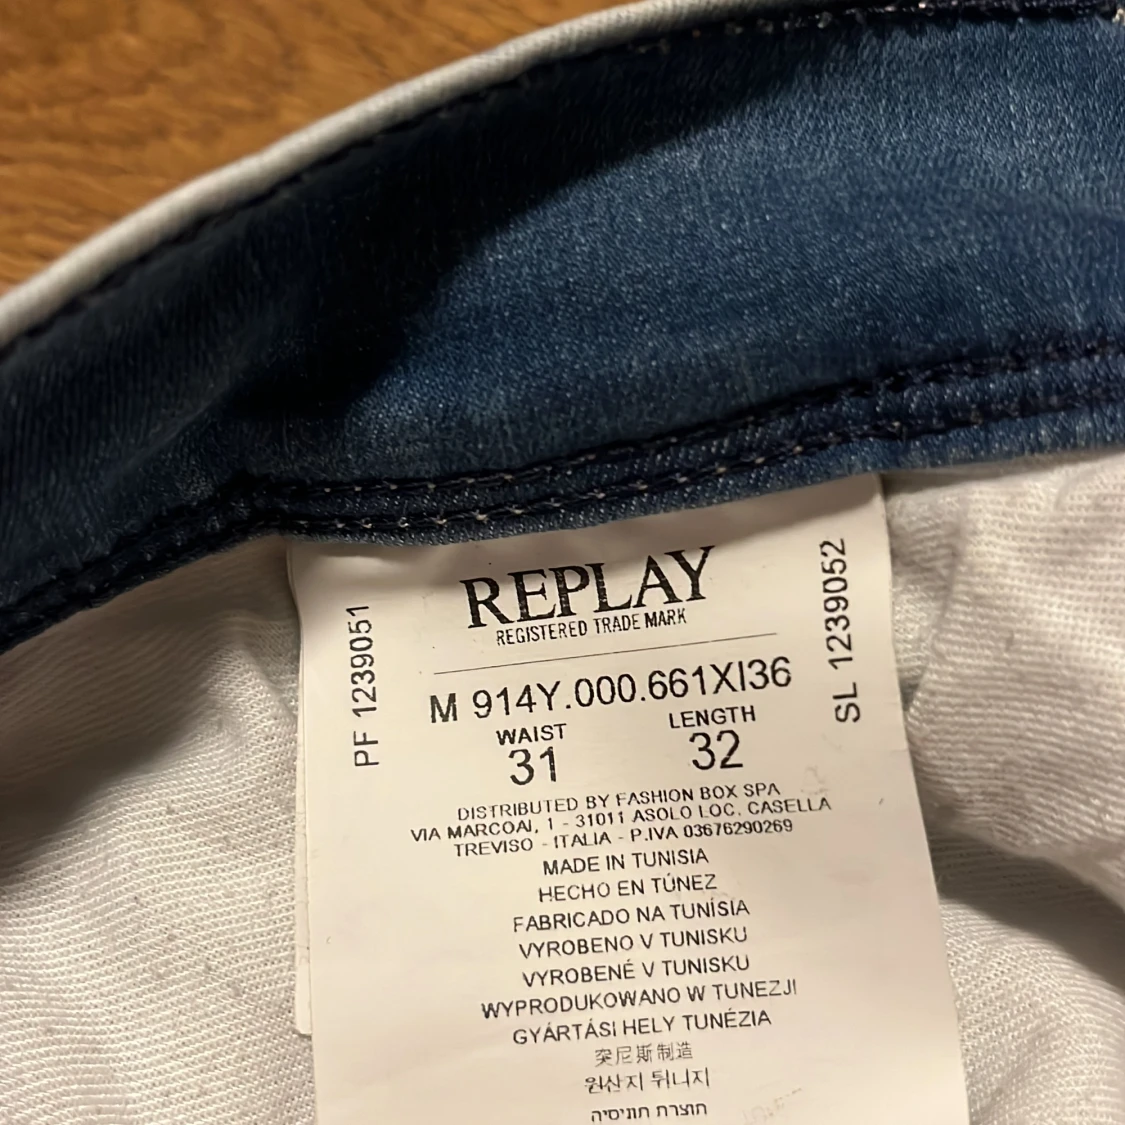 REPLAY
REGISTERED TRADE MARK
PF 1239051
SL 1239052
M 914Y.000.661XI36
WAIST LENGTH
31 32
DISTRIBUTED BY FASHION BOX SPA
VIA MARCOAI, 1 - 31011 ASOLO LOC. CASELLA
TREVISO - ITALIA - P.IVA 03676290269
MADE IN TUNISIA
HECHO EN TÚNEZ
FABRICADO NA TUNÍSIA
VYROBENO V TUNISKU
VYROBENÉ V TUNISKU
WYPRODUKOWANO W TUNEZJI
GYÁRTÁSI HELY TUNÉZIA
突尼斯制造
원산지 튀니지
תוצרת תוניסיה